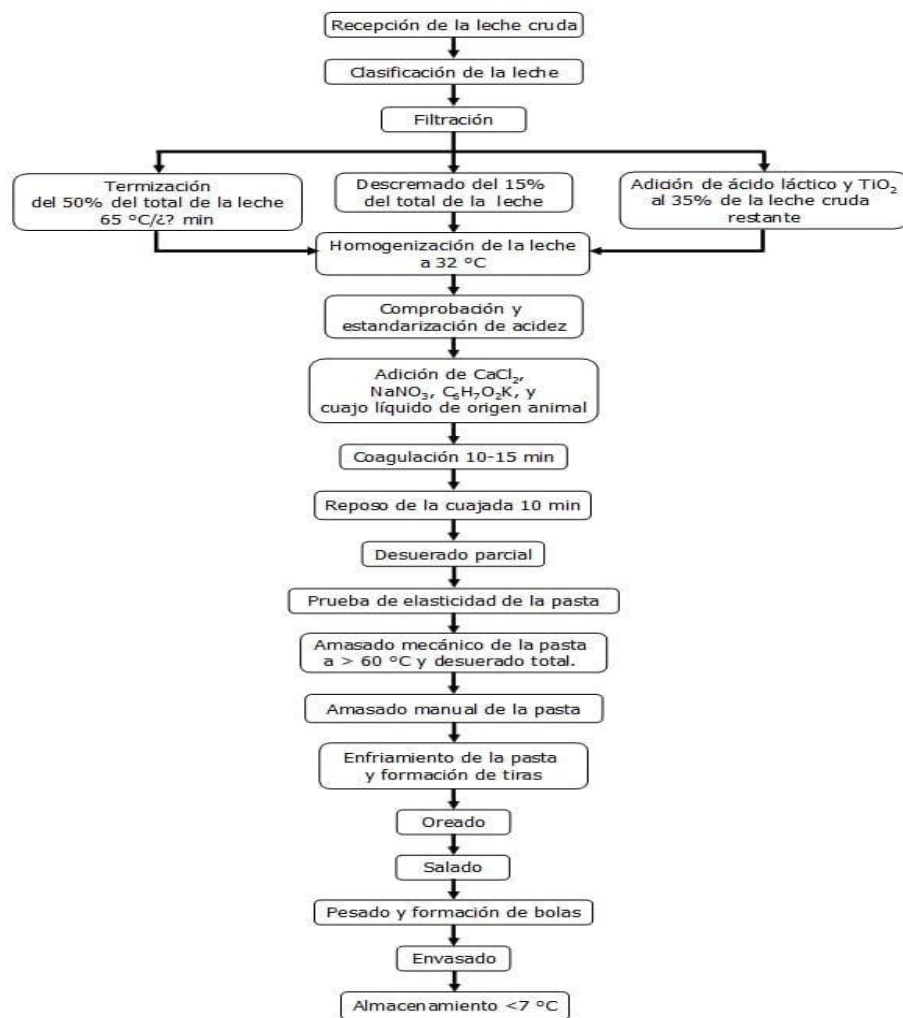 Recepción de la leche cruda
Clasificación de la leche
Filtración
Termización
del 50% del total de la leche
65 °C/¿? min
Descremado del 15%
del total de la leche
Adición de ácido láctico y TiO₂
al 35% de la leche cruda
restante
Homogenización de la leche
a 32 °C
Comprobación y
estandarización de acidez
Adición de CaCl₂,
NaNO₃, C₆H₇O₂K, y
cuajo líquido de origen animal
Coagulación 10-15 min
Reposo de la cuajada 10 min
Desuerado parcial
Prueba de elasticidad de la pasta
Amasado mecánico de la pasta
a > 60 °C y desuerado total.
Amasado manual de la pasta
Enfriamiento de la pasta
y formación de tiras
Oreado
Salado
Pesado y formación de bolas
Envasado
Almacenamiento <7 °C